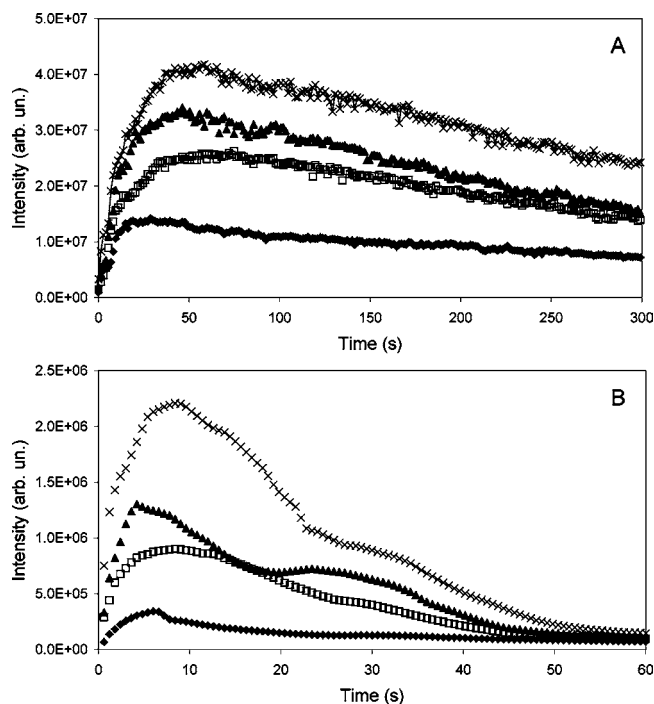 A
Intensity (arb. un.)
5.0E+07
4.0E+07
3.0E+07
2.0E+07
1.0E+07
0.0E+00
0 50 100 150 200 250 300
Time (s)
B
Intensity (arb. un.)
2.5E+06
2.0E+06
1.5E+06
1.0E+06
5.0E+05
0.0E+00
0 10 20 30 40 50 60
Time (s)